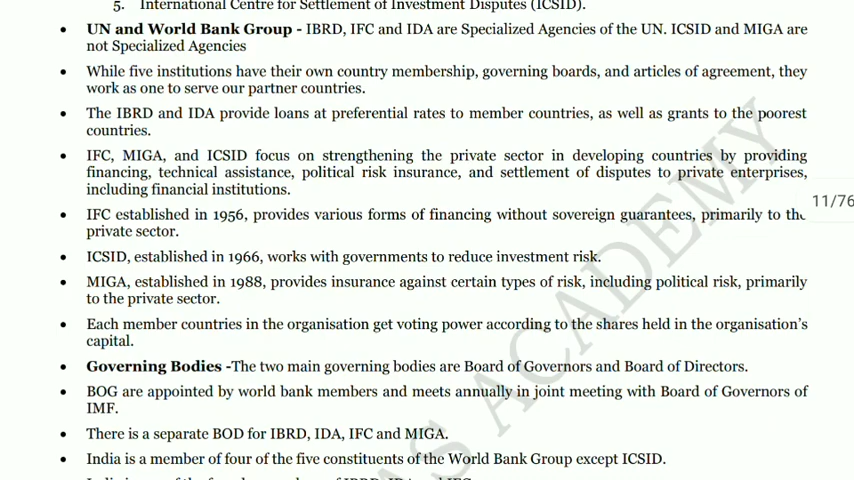 5. International Centre for Settlement of Investment Disputes (ICSID).
• UN and World Bank Group - IBRD, IFC and IDA are Specialized Agencies of the UN. ICSID and MIGA are
not Specialized Agencies
• While five institutions have their own country membership, governing boards, and articles of agreement, they
work as one to serve our partner countries.
• The IBRD and IDA provide loans at preferential rates to member countries, as well as grants to the poorest
countries.
• IFC, MIGA, and ICSID focus on strengthening the private sector in developing countries by providing
financing, technical assistance, political risk insurance, and settlement of disputes to private enterprises,
including financial institutions.
11/76
• IFC established in 1956, provides various forms of financing without sovereign guarantees, primarily to the
private sector.
• ICSID, established in 1966, works with governments to reduce investment risk.
• MIGA, established in 1988, provides insurance against certain types of risk, including political risk, primarily
to the private sector.
• Each member countries in the organisation get voting power according to the shares held in the organisation's
capital.
• Governing Bodies -The two main governing bodies are Board of Governors and Board of Directors.
• BOG are appointed by world bank members and meets annually in joint meeting with Board of Governors of
IMF.
• There is a separate BOD for IBRD, IDA, IFC and MIGA.
• India is a member of four of the five constituents of the World Bank Group except ICSID.
AS ACADEMY